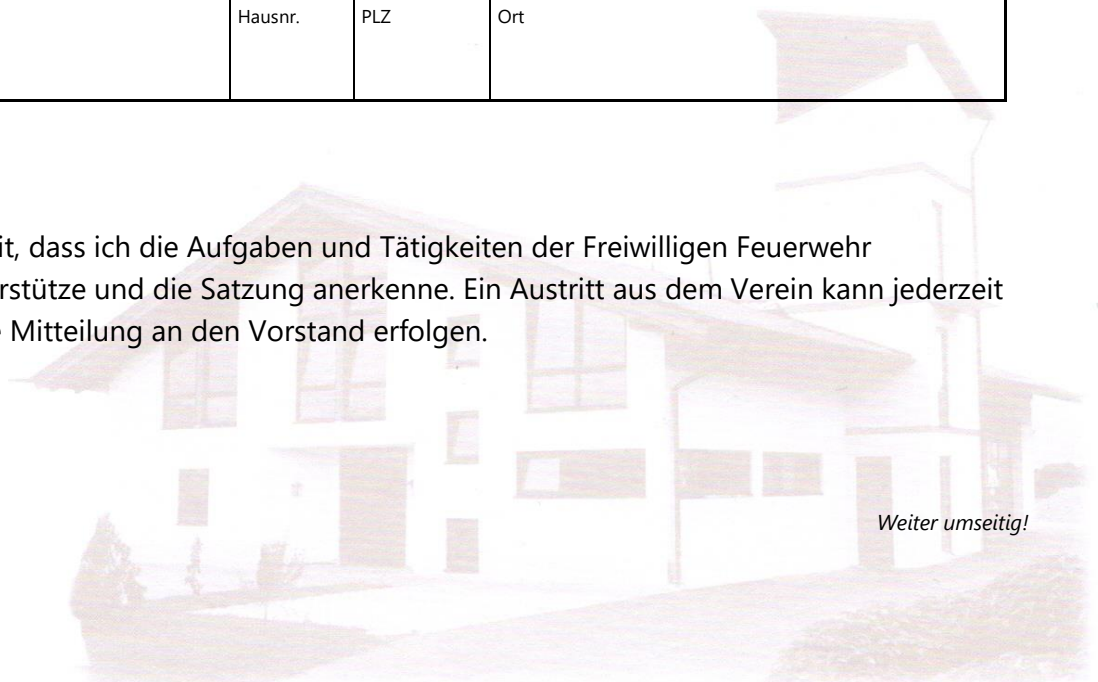 Hausnr. PLZ Ort
it, dass ich die Aufgaben und Tätigkeiten der Freiwilligen Feuerwehr
rstütze und die Satzung anerkenne. Ein Austritt aus dem Verein kann jederzeit
Mitteilung an den Vorstand erfolgen.
Weiter umseitig!